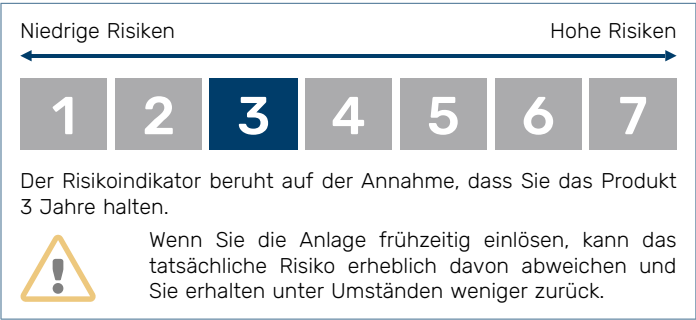 Niedrige Risiken Hohe Risiken
1 2 3 4 5 6 7
Der Risikoindikator beruht auf der Annahme, dass Sie das Produkt
3 Jahre halten.
Wenn Sie die Anlage frühzeitig einlösen, kann das
! tatsächliche Risiko erheblich davon abweichen und
Sie erhalten unter Umständen weniger zurück.